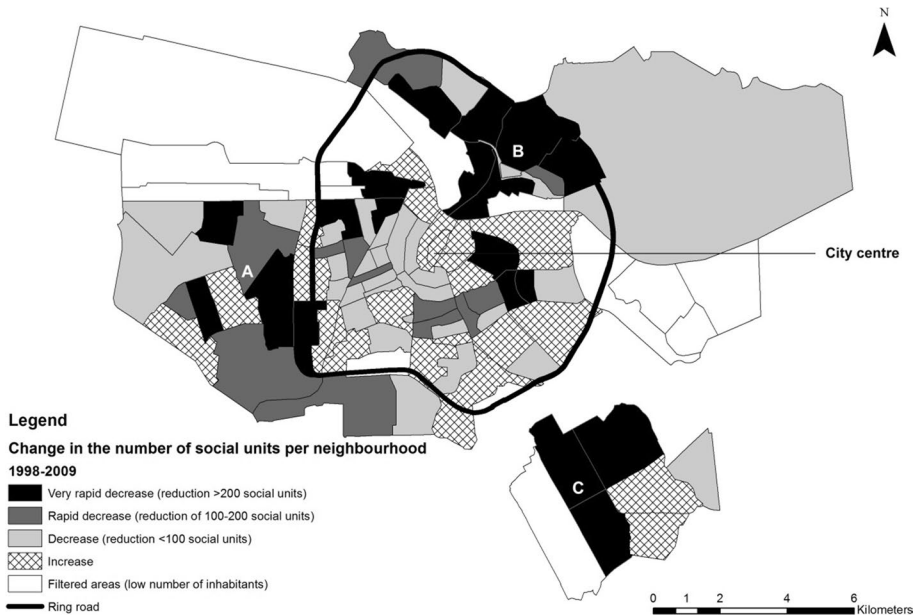 N
B
A
City centre
C
Legend
Change in the number of social units per neighbourhood
1998-2009
Very rapid decrease (reduction >200 social units)
Rapid decrease (reduction of 100-200 social units)
Decrease (reduction <100 social units)
Increase
Filtered areas (low number of inhabitants)
Ring road
0 1 2 4 6
Kilometers